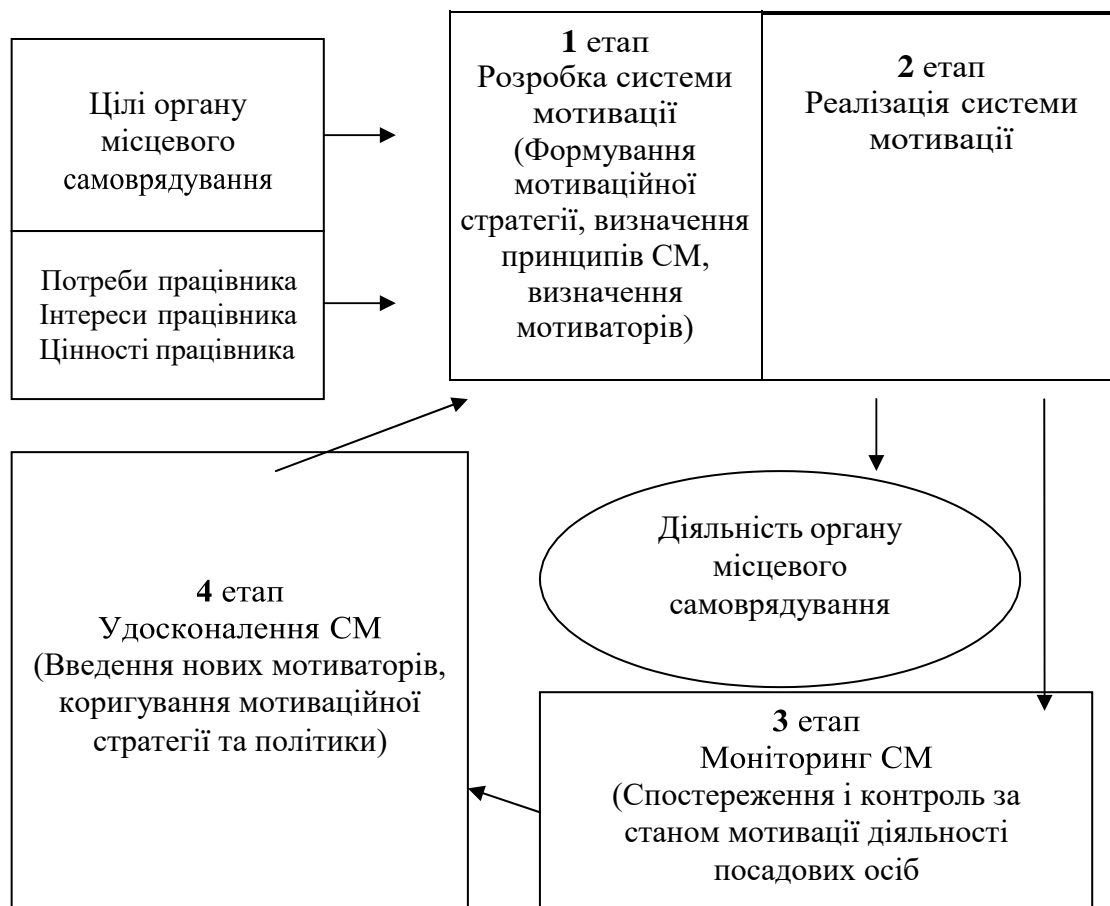 Цілі органу
місцевого
самоврядування
Потреби працівника
Інтереси працівника
Цінності працівника
1 етап
Розробка системи
мотивації
(Формування
мотиваційної
стратегії, визначення
принципів СМ,
визначення
мотиваторів)
2 етап
Реалізація системи
мотивації
Діяльність органу
місцевого
самоврядування
3 етап
Моніторинг СМ
(Спостереження і контроль за
станом мотивації діяльності
посадових осіб
4 етап
Удосконалення СМ
(Введення нових мотиваторів,
коригування мотиваційної
стратегії та політики)